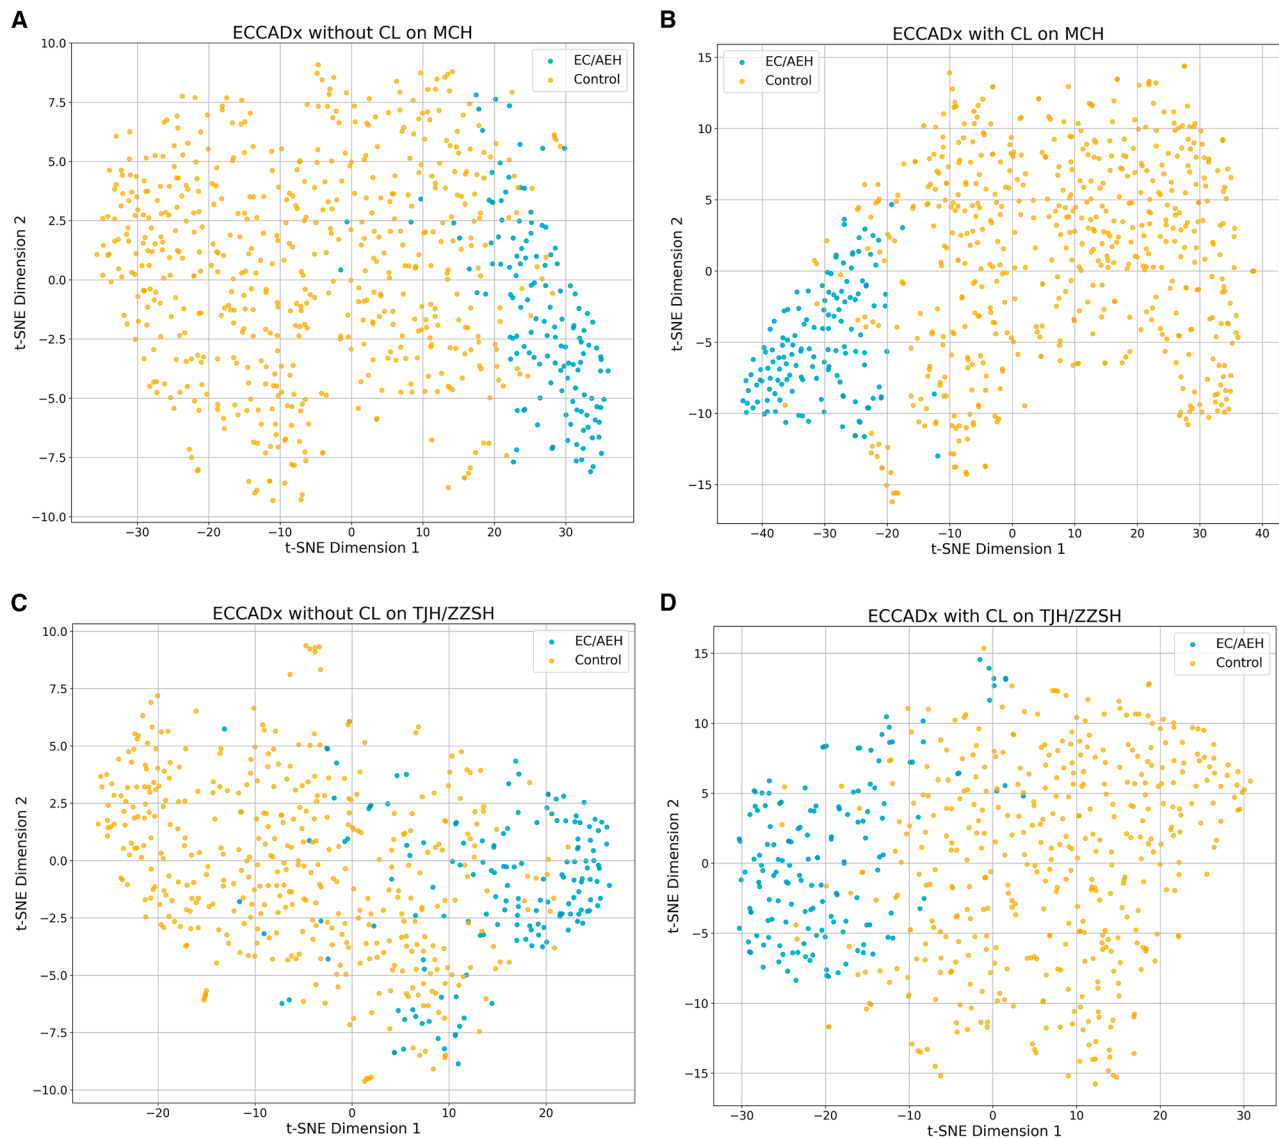 A
ECCADx without CL on MCH
EC/AEH
Control
10.0
7.5
5.0
2.5
0.0
−2.5
−5.0
−7.5
−10.0
t-SNE Dimension 2
−30
−20
−10
0
10
20
30
t-SNE Dimension 1
B
ECCADx with CL on MCH
EC/AEH
Control
15
10
5
0
−5
−10
−15
t-SNE Dimension 2
−40
−30
−20
−10
0
10
20
30
40
t-SNE Dimension 1
C
ECCADx without CL on TJH/ZZSH
EC/AEH
Control
10.0
7.5
5.0
2.5
0.0
−2.5
−5.0
−7.5
−10.0
t-SNE Dimension 2
−20
−10
0
10
20
t-SNE Dimension 1
D
ECCADx with CL on TJH/ZZSH
EC/AEH
Control
15
10
5
0
−5
−10
−15
t-SNE Dimension 2
−30
−20
−10
0
10
20
30
t-SNE Dimension 1